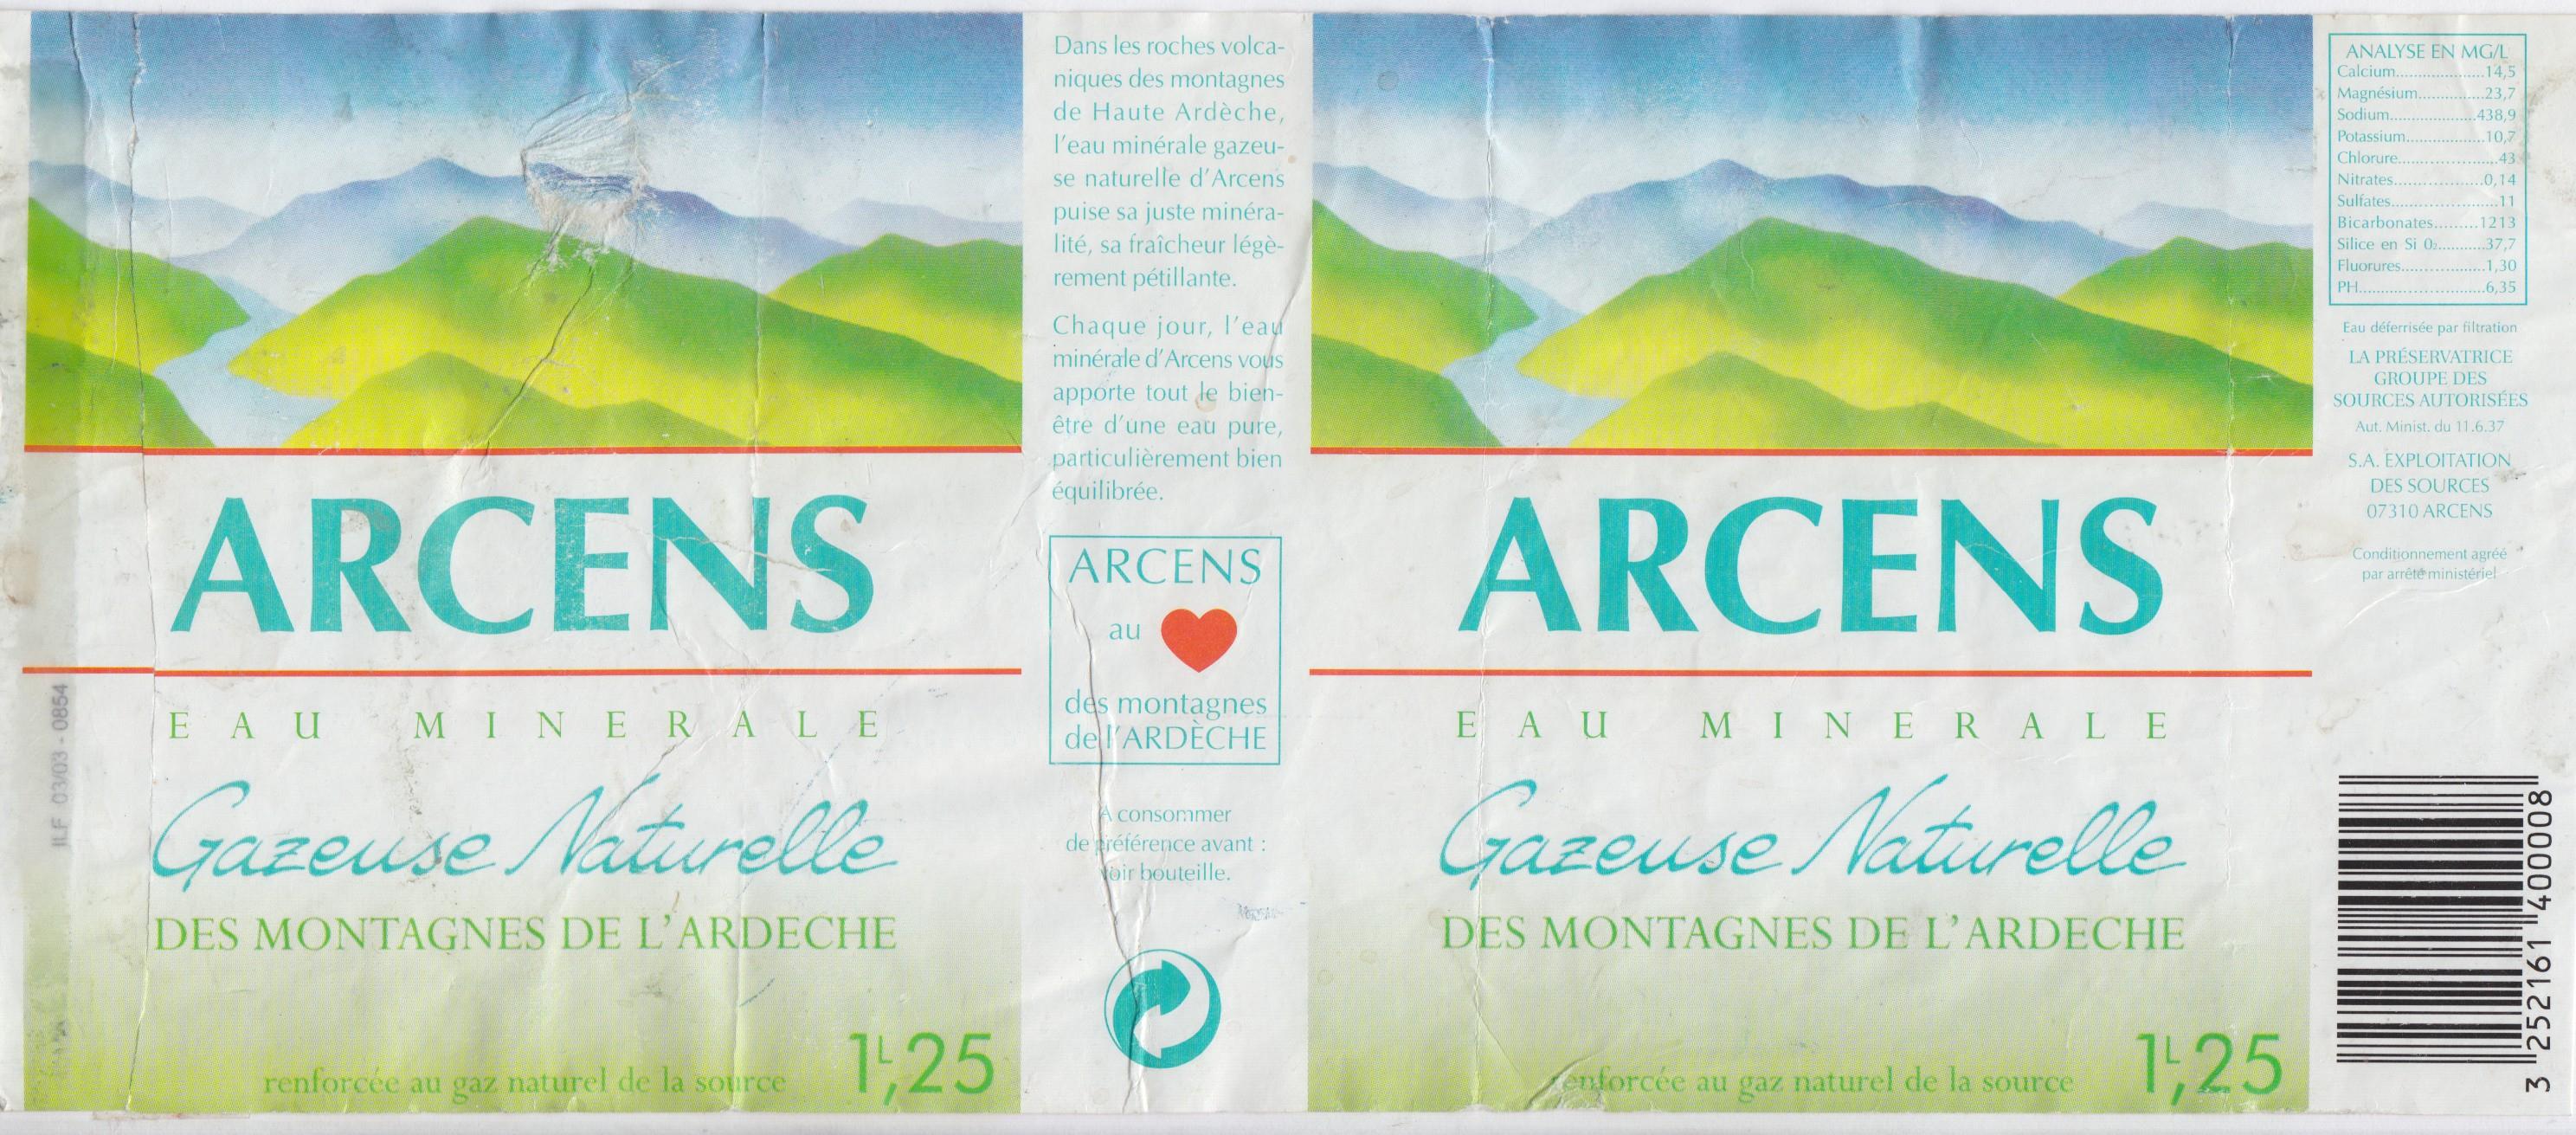 ARCENS
EAU MINERALE
Gazeuse Naturelle
DES MONTAGNES DE L'ARDECHE
renforcée au gaz naturel de la source
1L,25
ILF 03/03 - 0854
Dans les roches volca-
niques des montagnes
de Haute Ardèche,
l'eau minérale gazeu-
se naturelle d'Arcens
puise sa juste minéra-
lité, sa fraîcheur légè-
rement pétillante.
Chaque jour, l'eau
minérale d'Arcens vous
apporte tout le bien-
être d'une eau pure,
particulièrement bien
équilibrée.
ARCENS
au
des montagnes
de l'ARDÈCHE
A consommer
de préférence avant :
voir bouteille.
ARCENS
EAU MINERALE
Gazeuse Naturelle
DES MONTAGNES DE L'ARDECHE
renforcée au gaz naturel de la source
1L,25
ANALYSE EN MG/L
Calcium....................14,5
Magnésium...............23,7
Sodium...................438,9
Potassium..................10,7
Chlorure.......................43
Nitrates....................0,14
Sulfates........................11
Bicarbonates..........1213
Silice en Si O2...........37,7
Fluorures...................1,30
PH............................6,35
Eau déferrisée par filtration
LA PRÉSERVATRICE
GROUPE DES
SOURCES AUTORISÉES
Aut. Minist. du 11.6.37
S.A. EXPLOITATION
DES SOURCES
07310 ARCENS
Conditionnement agréé
par arrêté ministériel
3 252161 400008